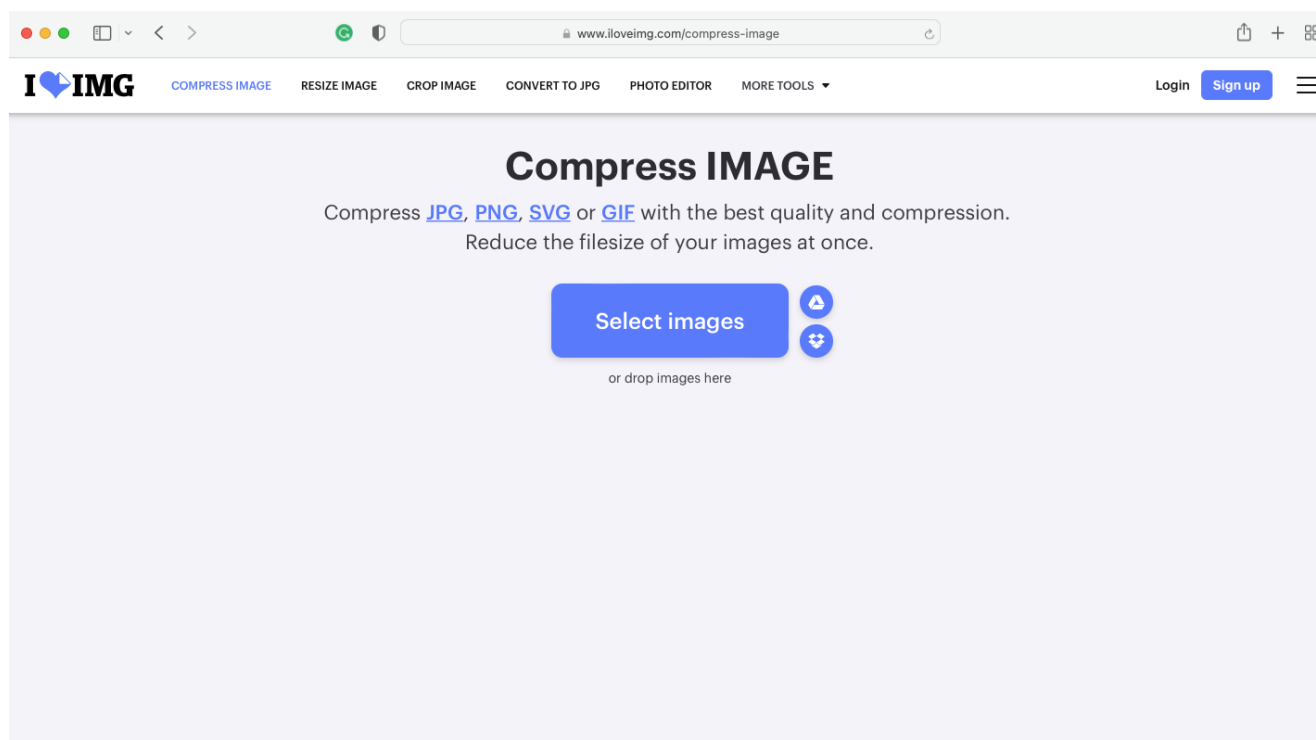 www.iloveimg.com/compress-image
I IMG
COMPRESS IMAGE RESIZE IMAGE CROP IMAGE CONVERT TO JPG PHOTO EDITOR MORE TOOLS Login Sign up
Compress IMAGE
Compress JPG, PNG, SVG or GIF with the best quality and compression.
Reduce the filesize of your images at once.
Select images
or drop images here